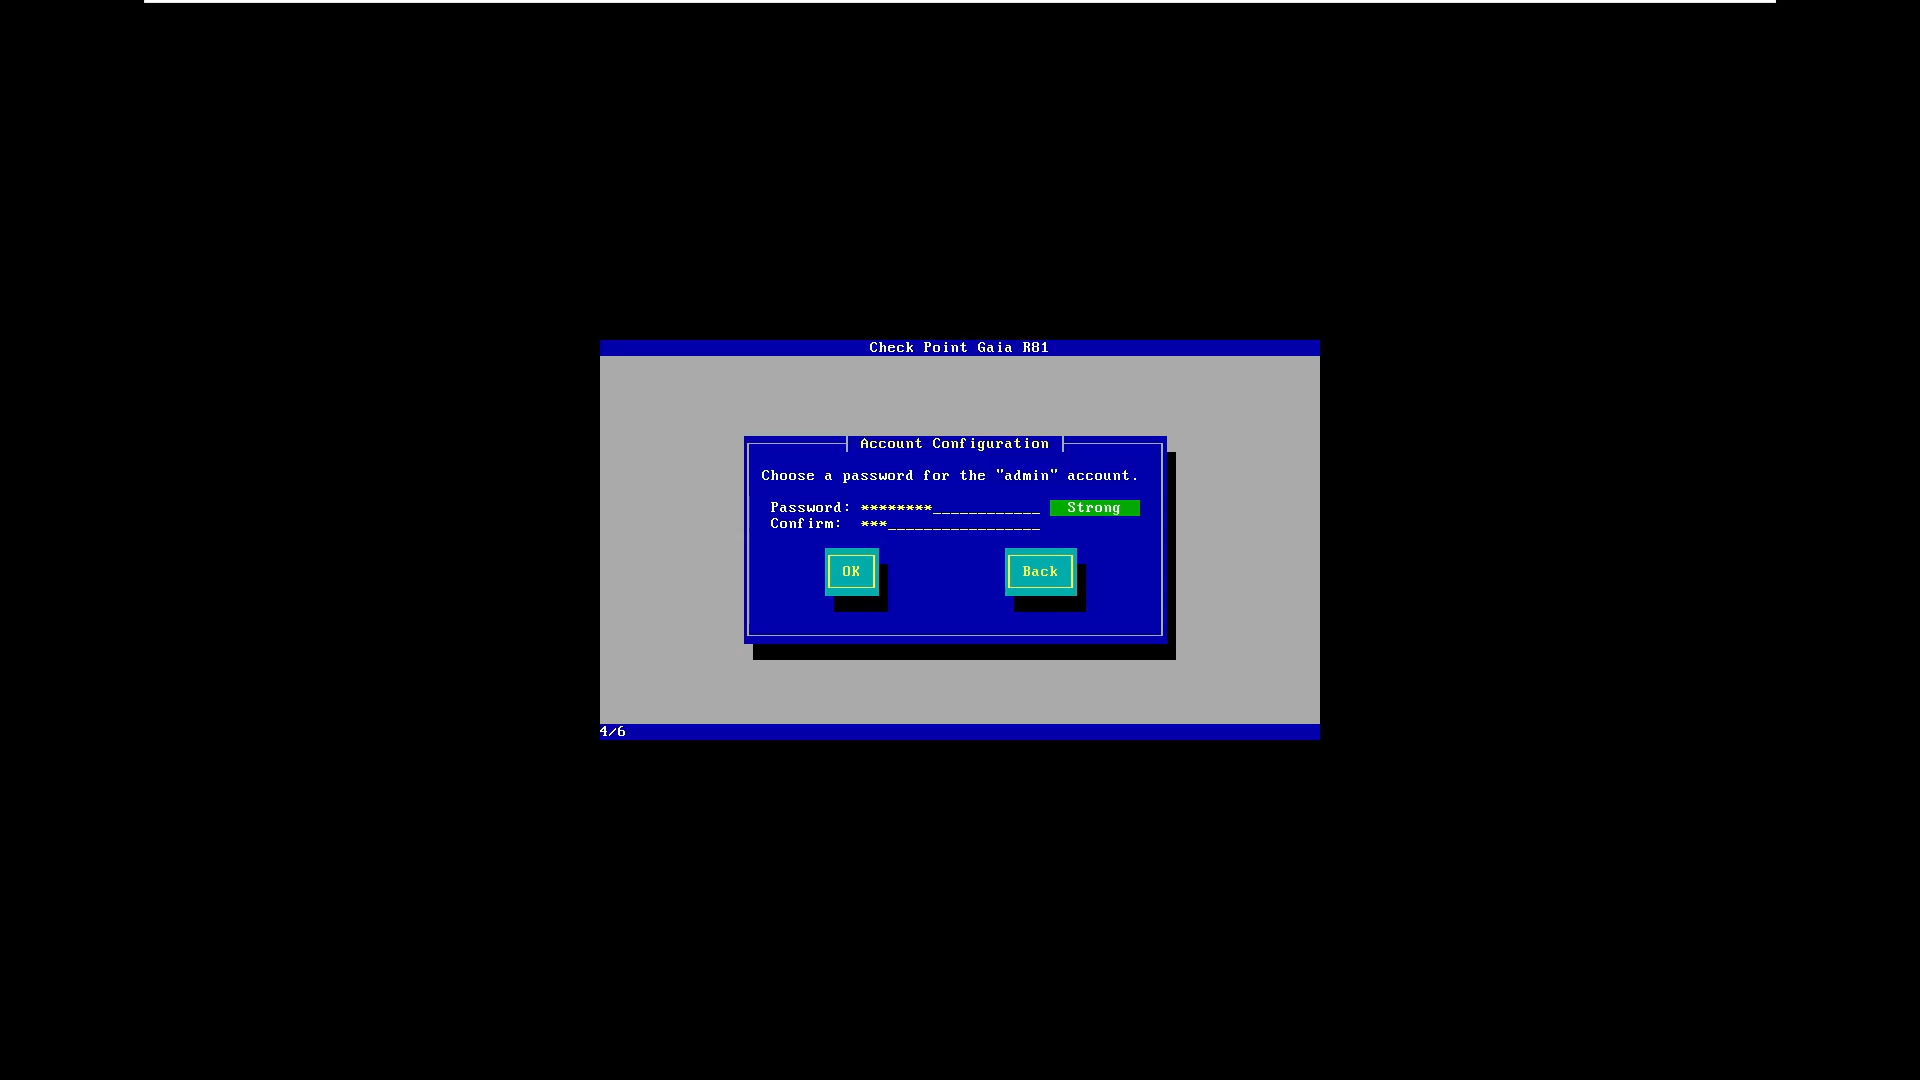 Check Point Gaia R81
Account Configuration
Choose a password for the "admin" account.
Password: ********____________ Strong
Confirm: ***_________________
OK Back
4/6